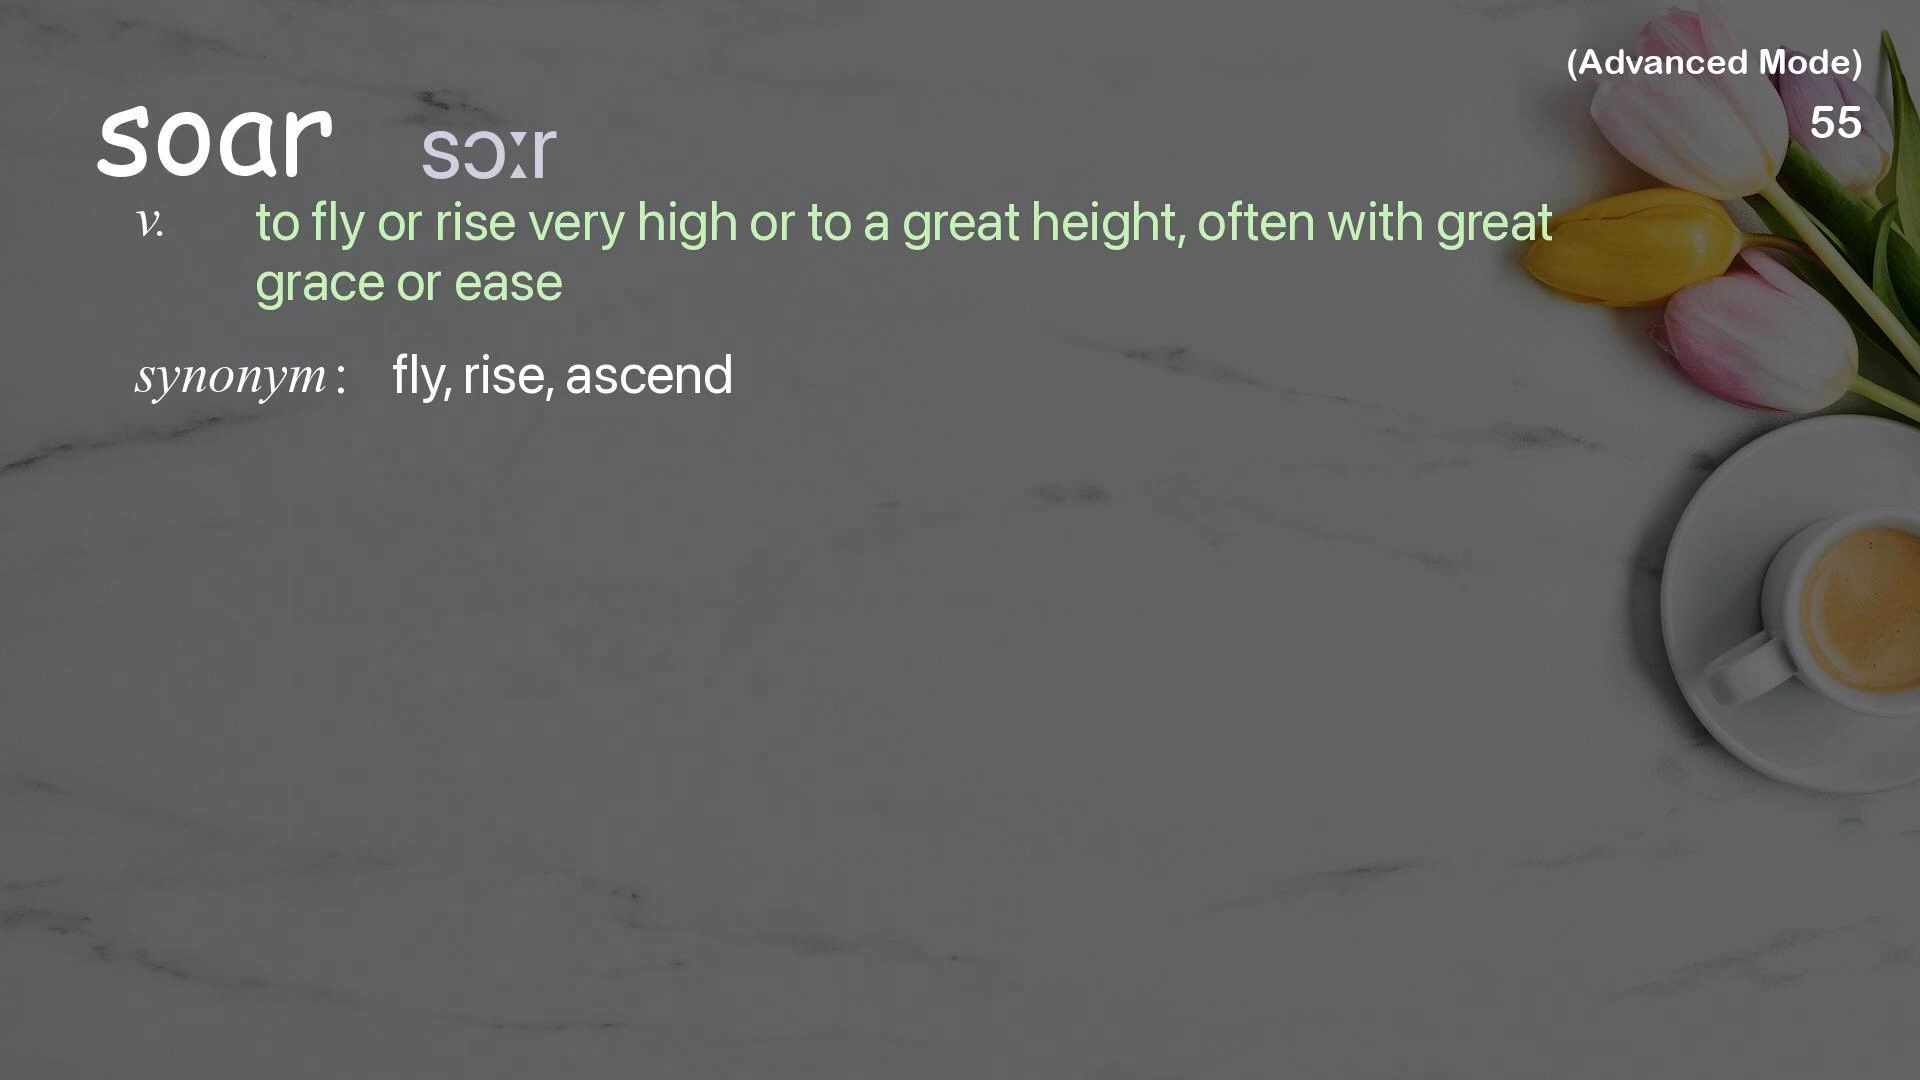 (Advanced Mode)
55
soar sɔːr
v. to fly or rise very high or to a great height, often with great
grace or ease
synonym: fly, rise, ascend